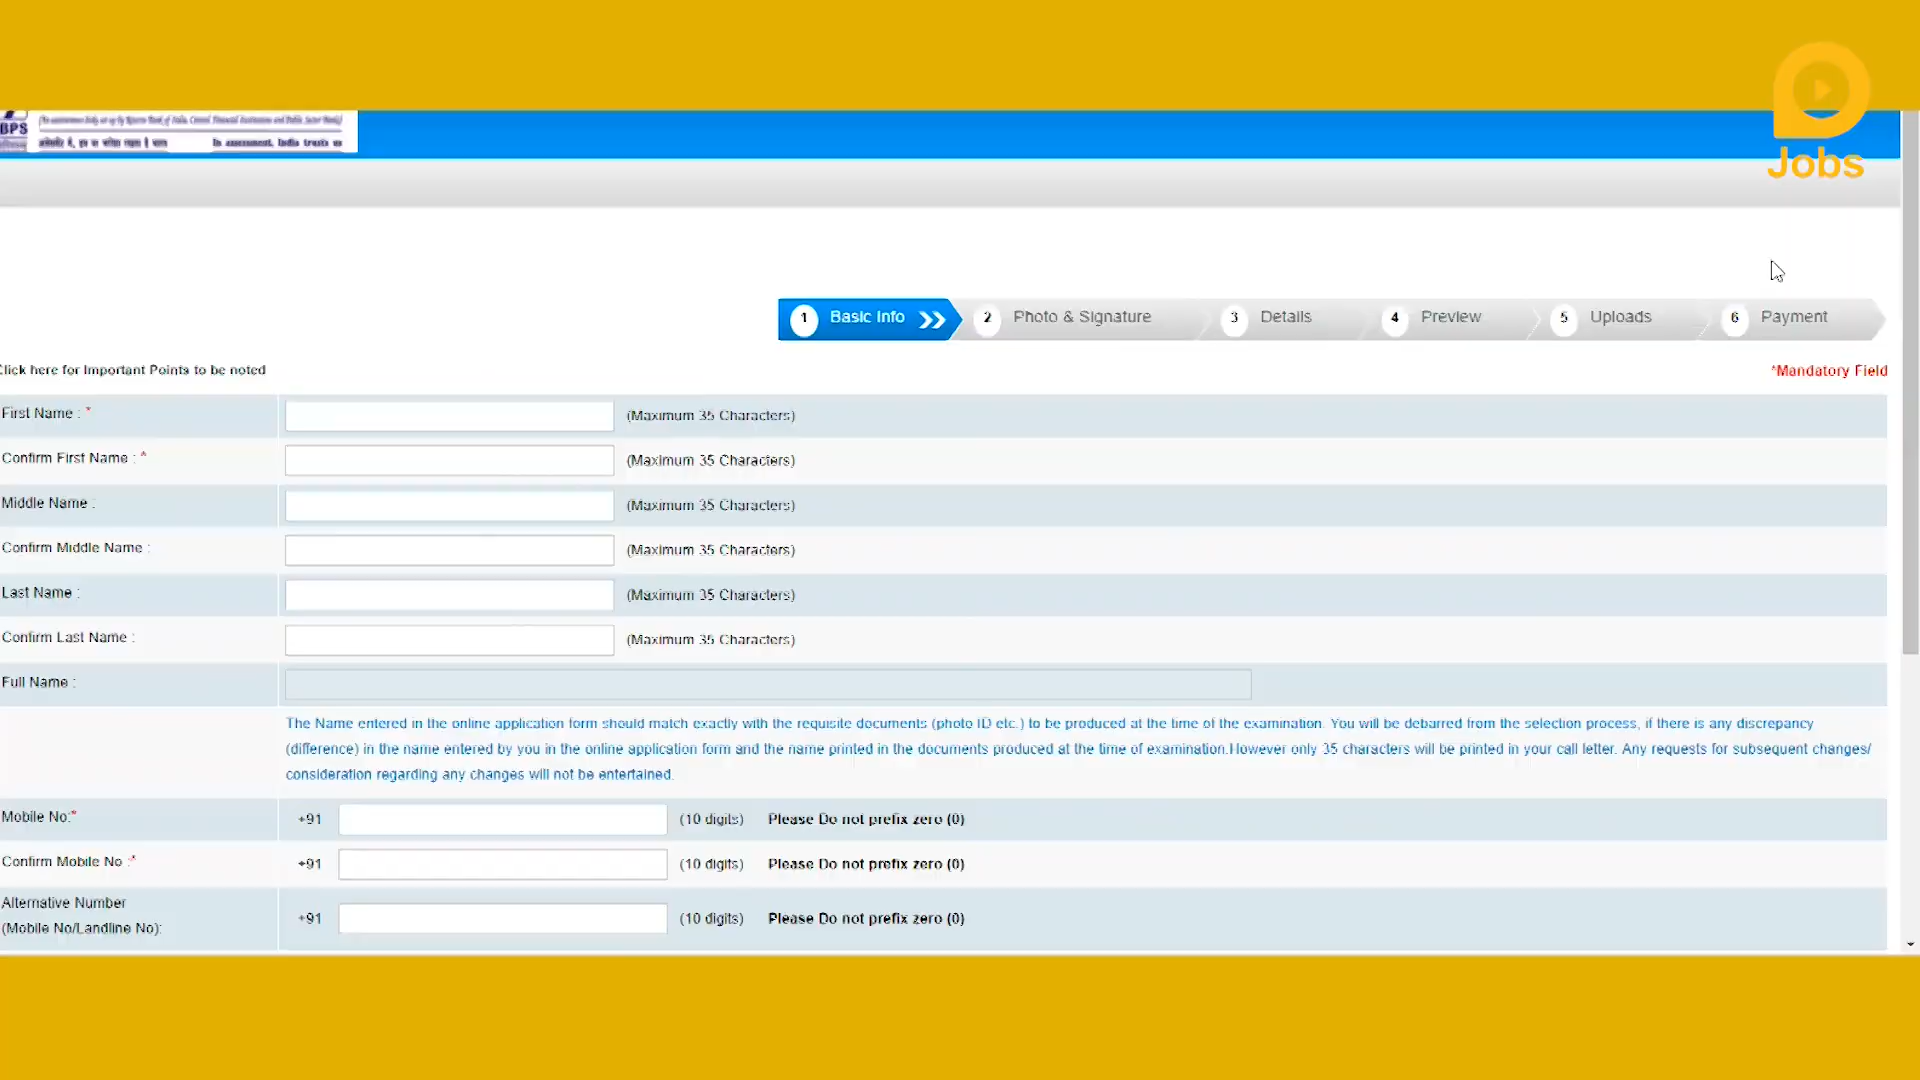 Jobs
BPS
In assessment, India trusts us
1 Basic Info 2 Photo & Signature 3 Details 4 Preview 5 Uploads 6 Payment
Click here for Important Points to be noted
*Mandatory Field
First Name : * (Maximum 35 Characters)
Confirm First Name : * (Maximum 35 Characters)
Middle Name : (Maximum 35 Characters)
Confirm Middle Name : (Maximum 35 Characters)
Last Name : (Maximum 35 Characters)
Confirm Last Name : (Maximum 35 Characters)
Full Name :
The Name entered in the online application form should match exactly with the requisite documents (photo ID etc.) to be produced at the time of the examination. You will be debarred from the selection process, if there is any discrepancy
(difference) in the name entered by you in the online application form and the name printed in the documents produced at the time of examination.However only 35 characters will be printed in your call letter. Any requests for subsequent changes/
consideration regarding any changes will not be entertained.
Mobile No:* +91 (10 digits) Please Do not prefix zero (0)
Confirm Mobile No :* +91 (10 digits) Please Do not prefix zero (0)
Alternative Number
(Mobile No/Landline No): +91 (10 digits) Please Do not prefix zero (0)